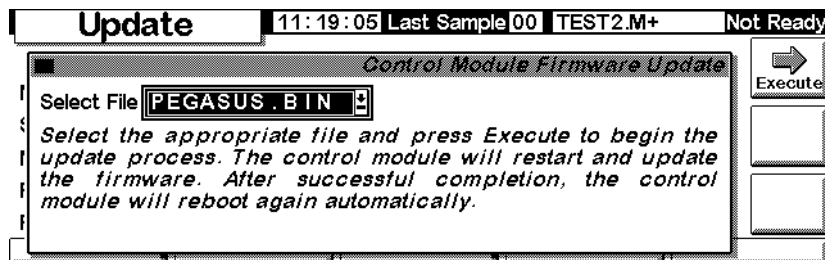 Update 11:19:05 Last Sample 00 TEST2.M+ Not Ready
Control Module Firmware Update
Execute
Select File PEGASUS.BIN
Select the appropriate file and press Execute to begin the
update process. The control module will restart and update
the firmware. After successful completion, the control
module will reboot again automatically.